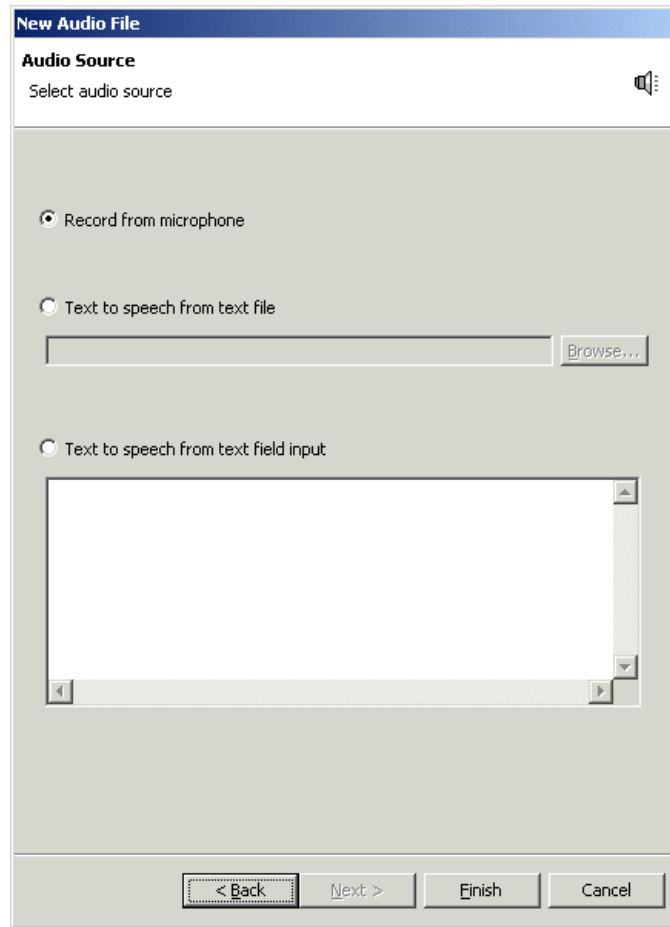 New Audio File
Audio Source
Select audio source
Record from microphone
Text to speech from text file
Browse...
Text to speech from text field input
< Back Next > Finish Cancel